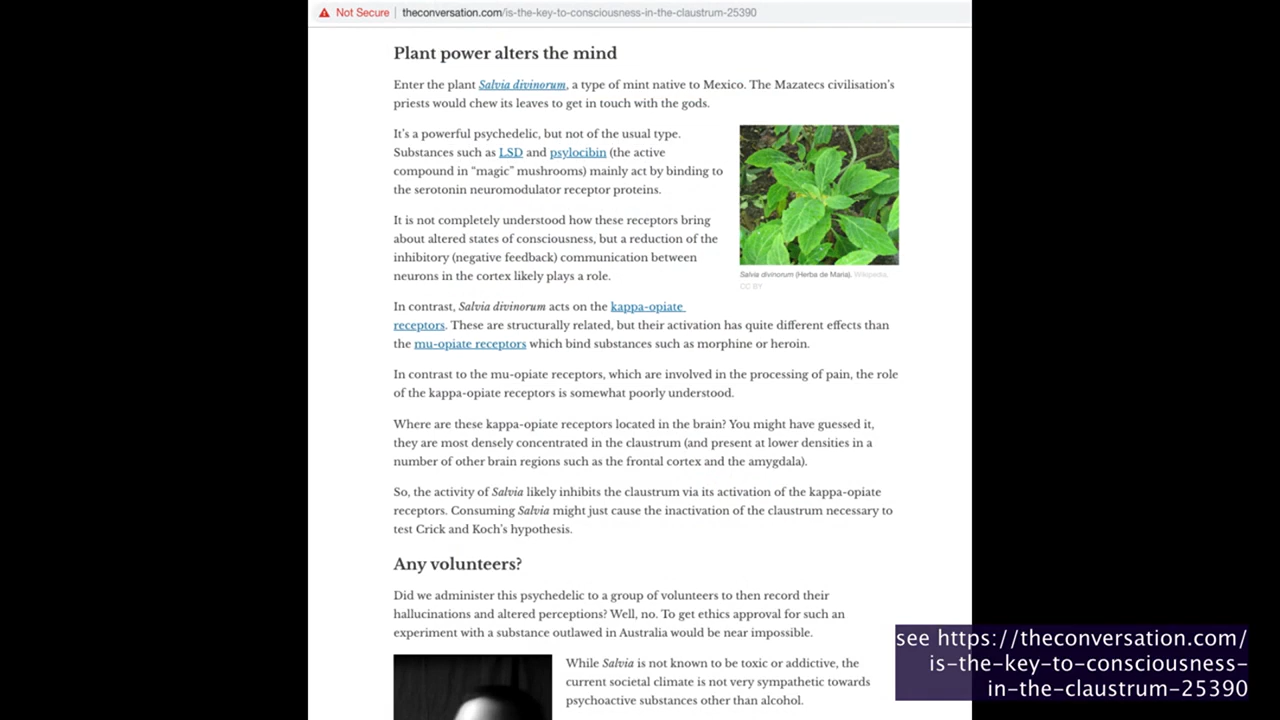 Not Secure | theconversation.com/is-the-key-to-consciousness-in-the-claustrum-25390
Plant power alters the mind
Enter the plant Salvia divinorum, a type of mint native to Mexico. The Mazatecs civilisation's
priests would chew its leaves to get in touch with the gods.
It's a powerful psychedelic, but not of the usual type.
Substances such as LSD and psylocibin (the active
compound in "magic" mushrooms) mainly act by binding to
the serotonin neuromodulator receptor proteins.
It is not completely understood how these receptors bring
about altered states of consciousness, but a reduction of the
inhibitory (negative feedback) communication between
neurons in the cortex likely plays a role.
Salvia divinorum (Herba de Maria). Wikipedia,
CC BY
In contrast, Salvia divinorum acts on the kappa-opiate
receptors. These are structurally related, but their activation has quite different effects than
the mu-opiate receptors which bind substances such as morphine or heroin.
In contrast to the mu-opiate receptors, which are involved in the processing of pain, the role
of the kappa-opiate receptors is somewhat poorly understood.
Where are these kappa-opiate receptors located in the brain? You might have guessed it,
they are most densely concentrated in the claustrum (and present at lower densities in a
number of other brain regions such as the frontal cortex and the amygdala).
So, the activity of Salvia likely inhibits the claustrum via its activation of the kappa-opiate
receptors. Consuming Salvia might just cause the inactivation of the claustrum necessary to
test Crick and Koch's hypothesis.
Any volunteers?
Did we administer this psychedelic to a group of volunteers to then record their
hallucinations and altered perceptions? Well, no. To get ethics approval for such an
experiment with a substance outlawed in Australia would be near impossible.
While Salvia is not known to be toxic or addictive, the
current societal climate is not very sympathetic towards
psychoactive substances other than alcohol.
see https://theconversation.com/
is-the-key-to-consciousness-
in-the-claustrum-25390